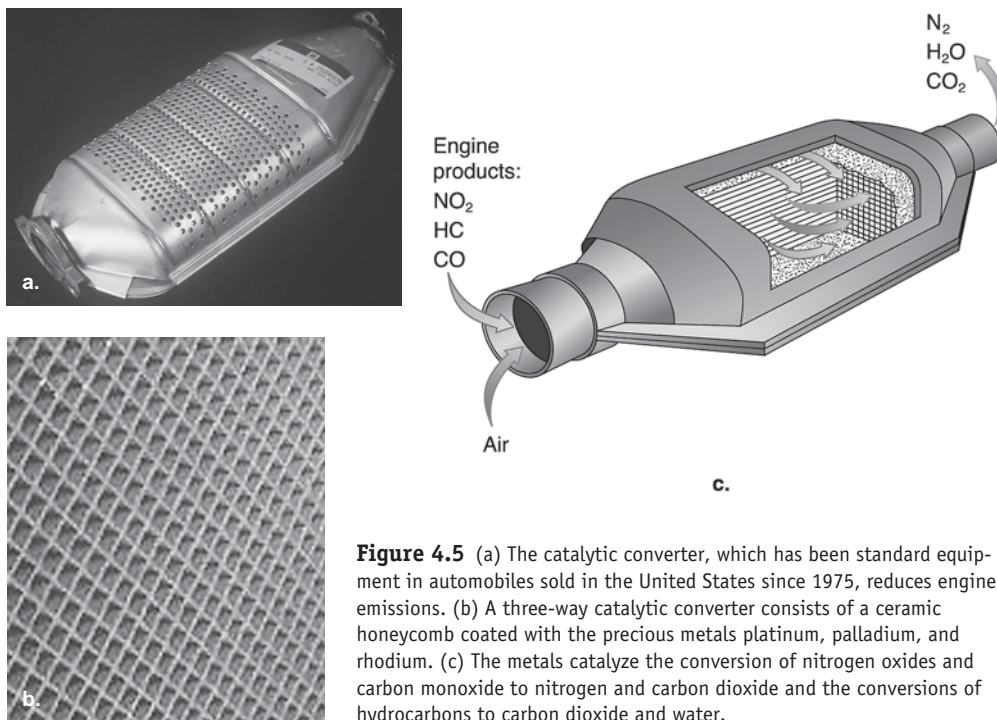 a.
Engine
products:
NO₂
HC
CO
Air
N₂
H₂O
CO₂
c.
b.
Figure 4.5 (a) The catalytic converter, which has been standard equip-
ment in automobiles sold in the United States since 1975, reduces engine
emissions. (b) A three-way catalytic converter consists of a ceramic
honeycomb coated with the precious metals platinum, palladium, and
rhodium. (c) The metals catalyze the conversion of nitrogen oxides and
carbon monoxide to nitrogen and carbon dioxide and the conversions of
hydrocarbons to carbon dioxide and water.